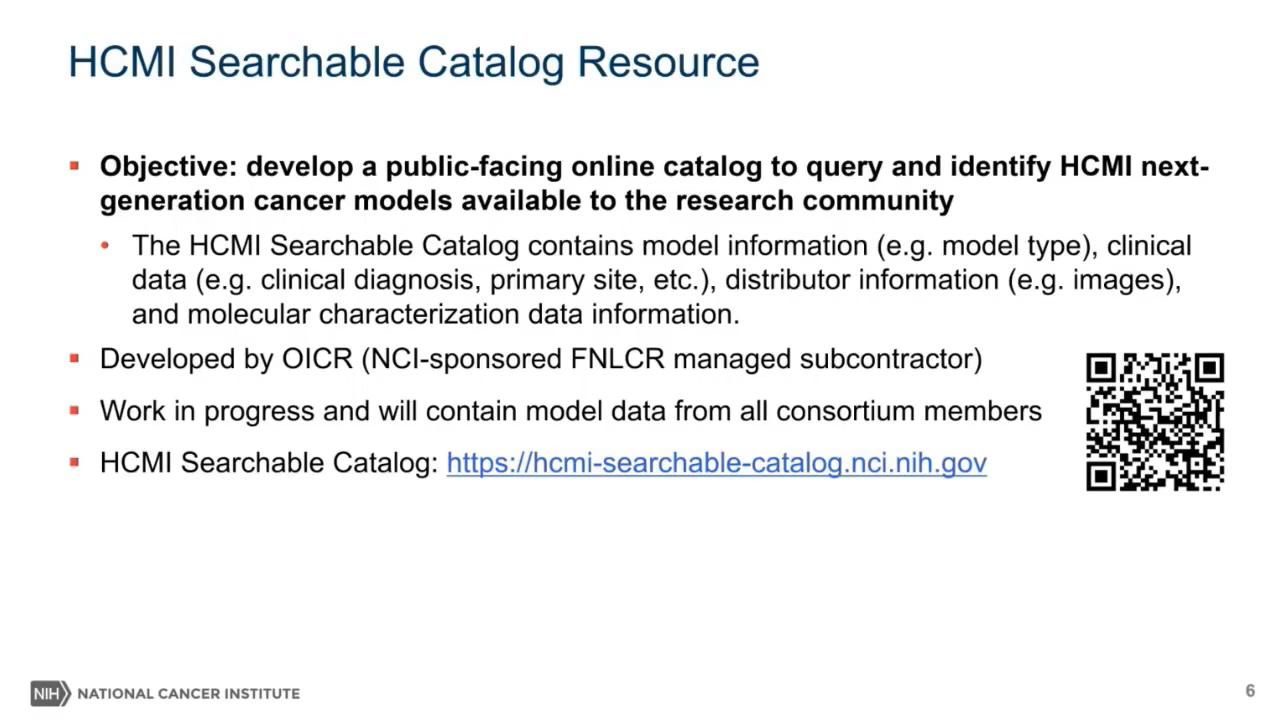 HCMI Searchable Catalog Resource
Objective: develop a public-facing online catalog to query and identify HCMI next-
generation cancer models available to the research community
The HCMI Searchable Catalog contains model information (e.g. model type), clinical
data (e.g. clinical diagnosis, primary site, etc.), distributor information (e.g. images),
and molecular characterization data information.
Developed by OICR (NCI-sponsored FNLCR managed subcontractor)
Work in progress and will contain model data from all consortium members
HCMI Searchable Catalog: https://hcmi-searchable-catalog.nci.nih.gov
NIH NATIONAL CANCER INSTITUTE
6